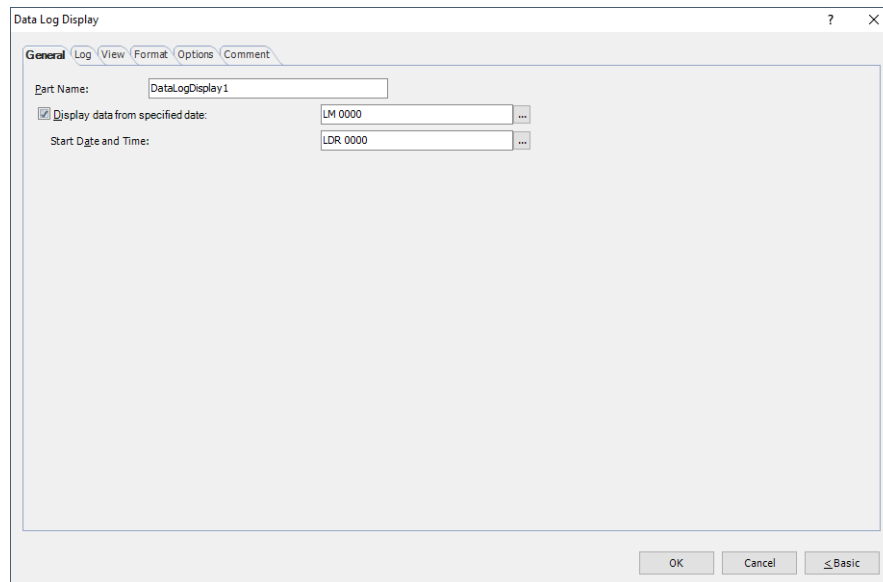 Data Log Display ?
General Log View Format Options Comment
Part Name: DataLogDisplay1
Display data from specified date: LM 0000 ...
Start Date and Time: LDR 0000 ...
OK Cancel < Basic